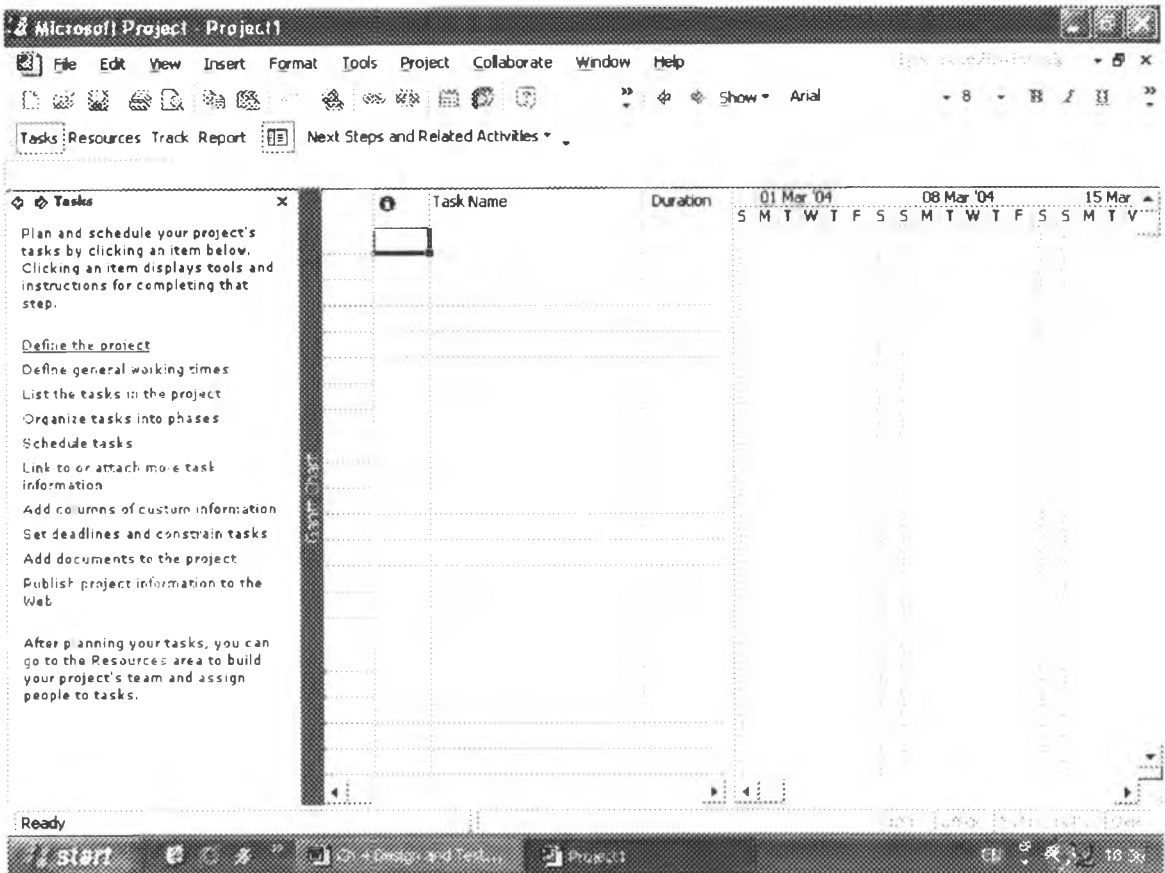 Microsoft Project - Project1
File Edit View Insert Format Tools Project Collaborate Window Help
Show Arial 8 B I U
Tasks Resources Track Report Next Steps and Related Activities
Tasks
Plan and schedule your project's
tasks by clicking an item below.
Clicking an item displays tools and
instructions for completing that
step.
Define the project
Define general working times
List the tasks in the project
Organize tasks into phases
Schedule tasks
Link to or attach more task
information
Add columns of custom information
Set deadlines and constrain tasks
Add documents to the project
Publish project information to the
Web
After planning your tasks, you can
go to the Resources area to build
your project's team and assign
people to tasks.
Gantt Chart
Task Name Duration
01 Mar '04 08 Mar '04 15 Mar
S M T W T F S S M T W T F S S M T
Ready
start Design and Project1 EN 18:36